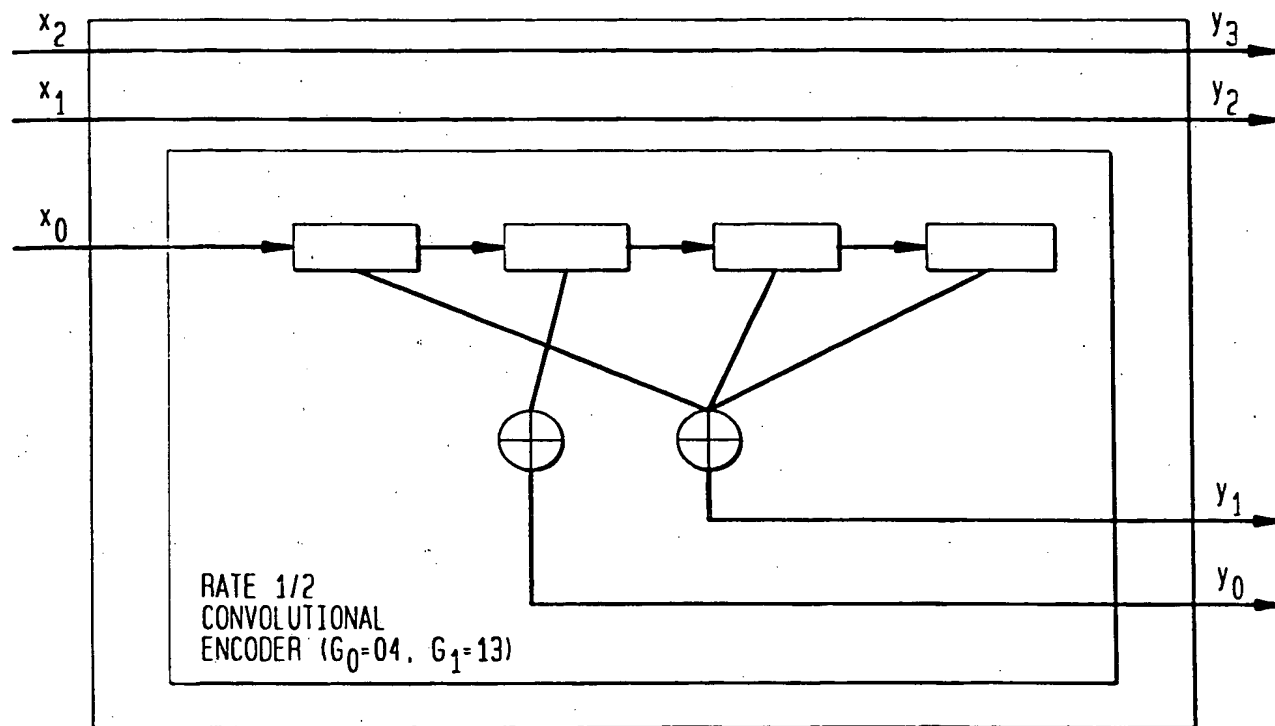 x2 y3
x1 y2
x0
y1
y0
RATE 1/2
CONVOLUTIONAL
ENCODER (G0=04, G1=13)